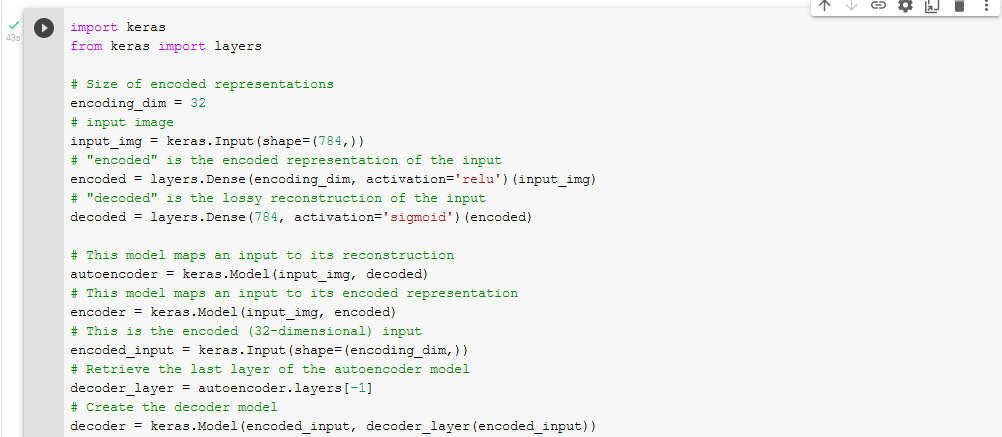 43s
import keras
from keras import layers
# Size of encoded representations
encoding_dim = 32
# input image
input_img = keras.Input(shape=(784,))
# "encoded" is the encoded representation of the input
encoded = layers.Dense(encoding_dim, activation='relu')(input_img)
# "decoded" is the lossy reconstruction of the input
decoded = layers.Dense(784, activation='sigmoid')(encoded)
# This model maps an input to its reconstruction
autoencoder = keras.Model(input_img, decoded)
# This model maps an input to its encoded representation
encoder = keras.Model(input_img, encoded)
# This is the encoded (32-dimensional) input
encoded_input = keras.Input(shape=(encoding_dim,))
# Retrieve the last layer of the autoencoder model
decoder_layer = autoencoder.layers[-1]
# Create the decoder model
decoder = keras.Model(encoded_input, decoder_layer(encoded_input))